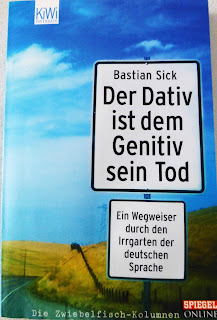 KiWi
PAPERBACK
Bastian Sick
Der Dativ
ist dem
Genitiv
sein Tod
Ein Wegweiser
durch den
Irrgarten der
deutschen
Sprache
Die Zwiebelfisch-Kolumnen
SPIEGEL
ONLINE